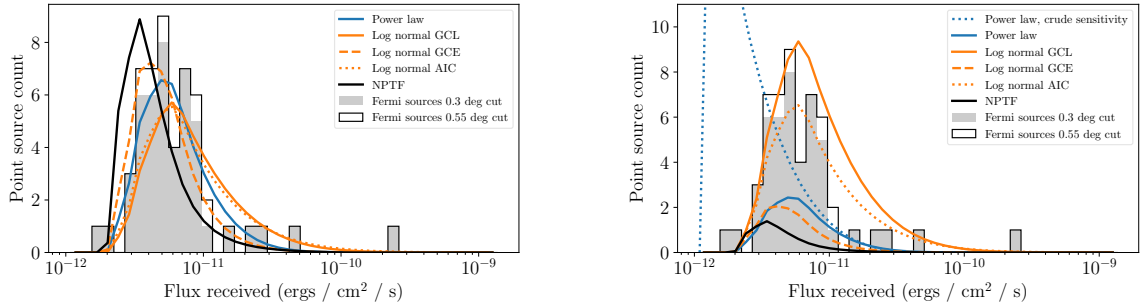 Point source count
8
6
4
2
0
10⁻¹²
10⁻¹¹
10⁻¹⁰
10⁻⁹
Flux received (ergs / cm² / s)
Power law
Log normal GCL
Log normal GCE
Log normal AIC
NPTF
Fermi sources 0.3 deg cut
Fermi sources 0.55 deg cut
Point source count
10
8
6
4
2
0
10⁻¹²
10⁻¹¹
10⁻¹⁰
10⁻⁹
Flux received (ergs / cm² / s)
Power law, crude sensitivity
Power law
Log normal GCL
Log normal GCE
Log normal AIC
NPTF
Fermi sources 0.3 deg cut
Fermi sources 0.55 deg cut